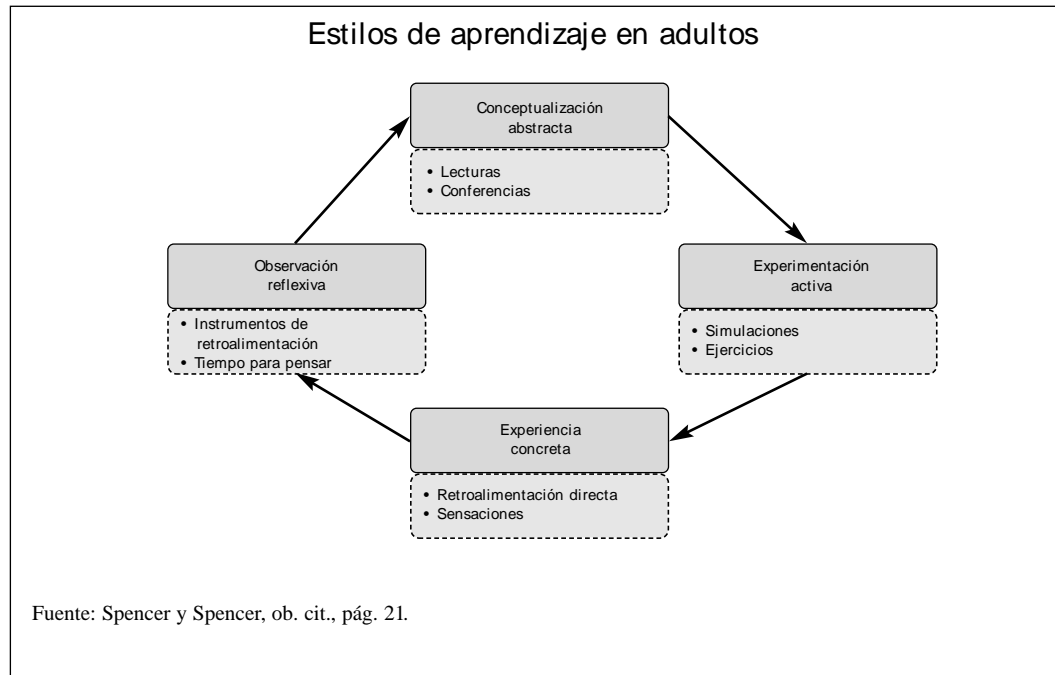 Estilos de aprendizaje en adultos
Conceptualización
abstracta
• Lecturas
• Conferencias
Observación
reflexiva
• Instrumentos de
retroalimentación
• Tiempo para pensar
Experimentación
activa
• Simulaciones
• Ejercicios
Experiencia
concreta
• Retroalimentación directa
• Sensaciones
Fuente: Spencer y Spencer, ob. cit., pág. 21.